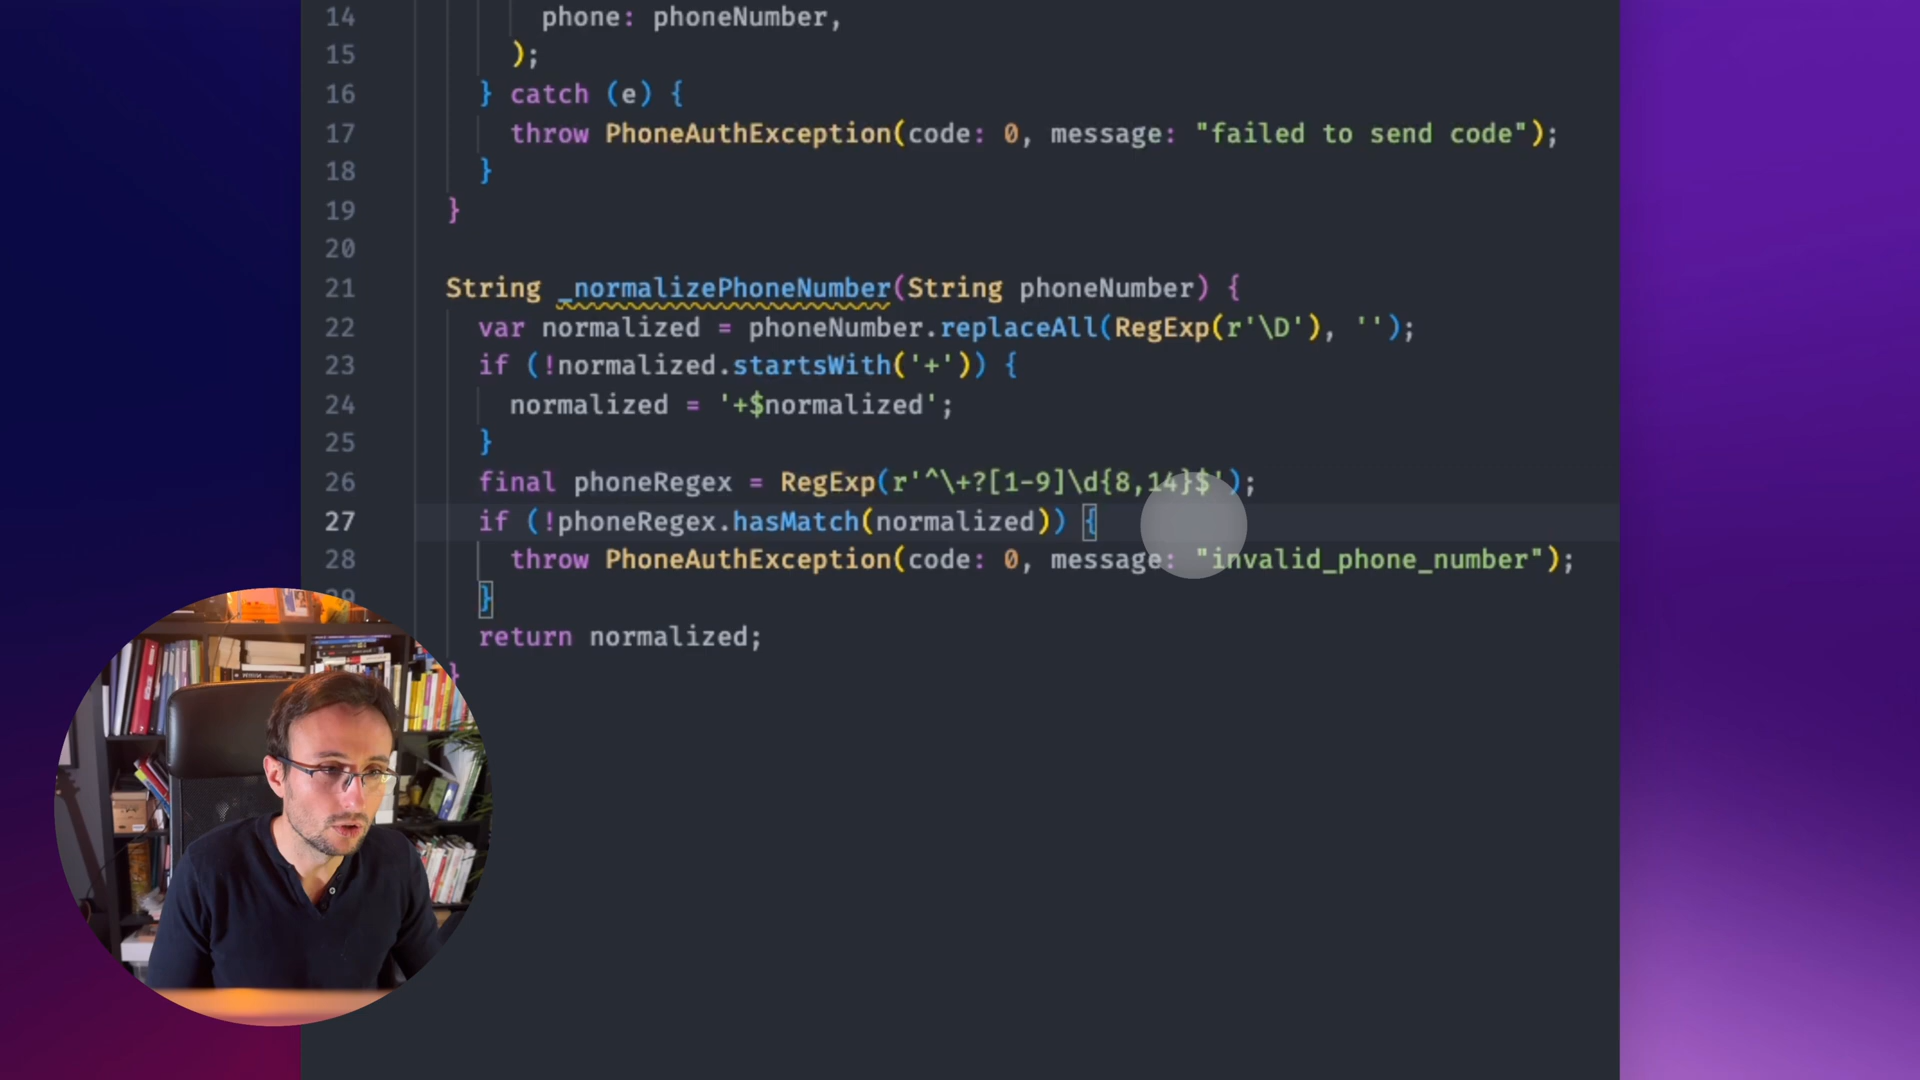 14 phone: phoneNumber,
15 );
16 } catch (e) {
17 throw PhoneAuthException(code: 0, message: "failed to send code");
18 }
19 }
20
21 String _normalizePhoneNumber(String phoneNumber) {
22 var normalized = phoneNumber.replaceAll(RegExp(r'\D'), '');
23 if (!normalized.startsWith('+')) {
24 normalized = '+$normalized';
25 }
26 final phoneRegex = RegExp(r'^\+?[1-9]\d{8,14}$');
27 if (!phoneRegex.hasMatch(normalized)) {
28 throw PhoneAuthException(code: 0, message: "invalid_phone_number");
29 }
return normalized;
}